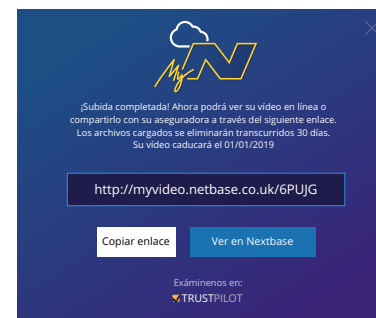 My N
¡Subida completada! Ahora podrá ver su vídeo en línea o
compartirlo con su aseguradora a través del siguiente enlace.
Los archivos cargados se eliminarán transcurridos 30 días.
Su vídeo caducará el 01/01/2019
http://myvideo.netbase.co.uk/6PUJG
Copiar enlace
Ver en Nextbase
Exáminenos en:
TRUSTPILOT